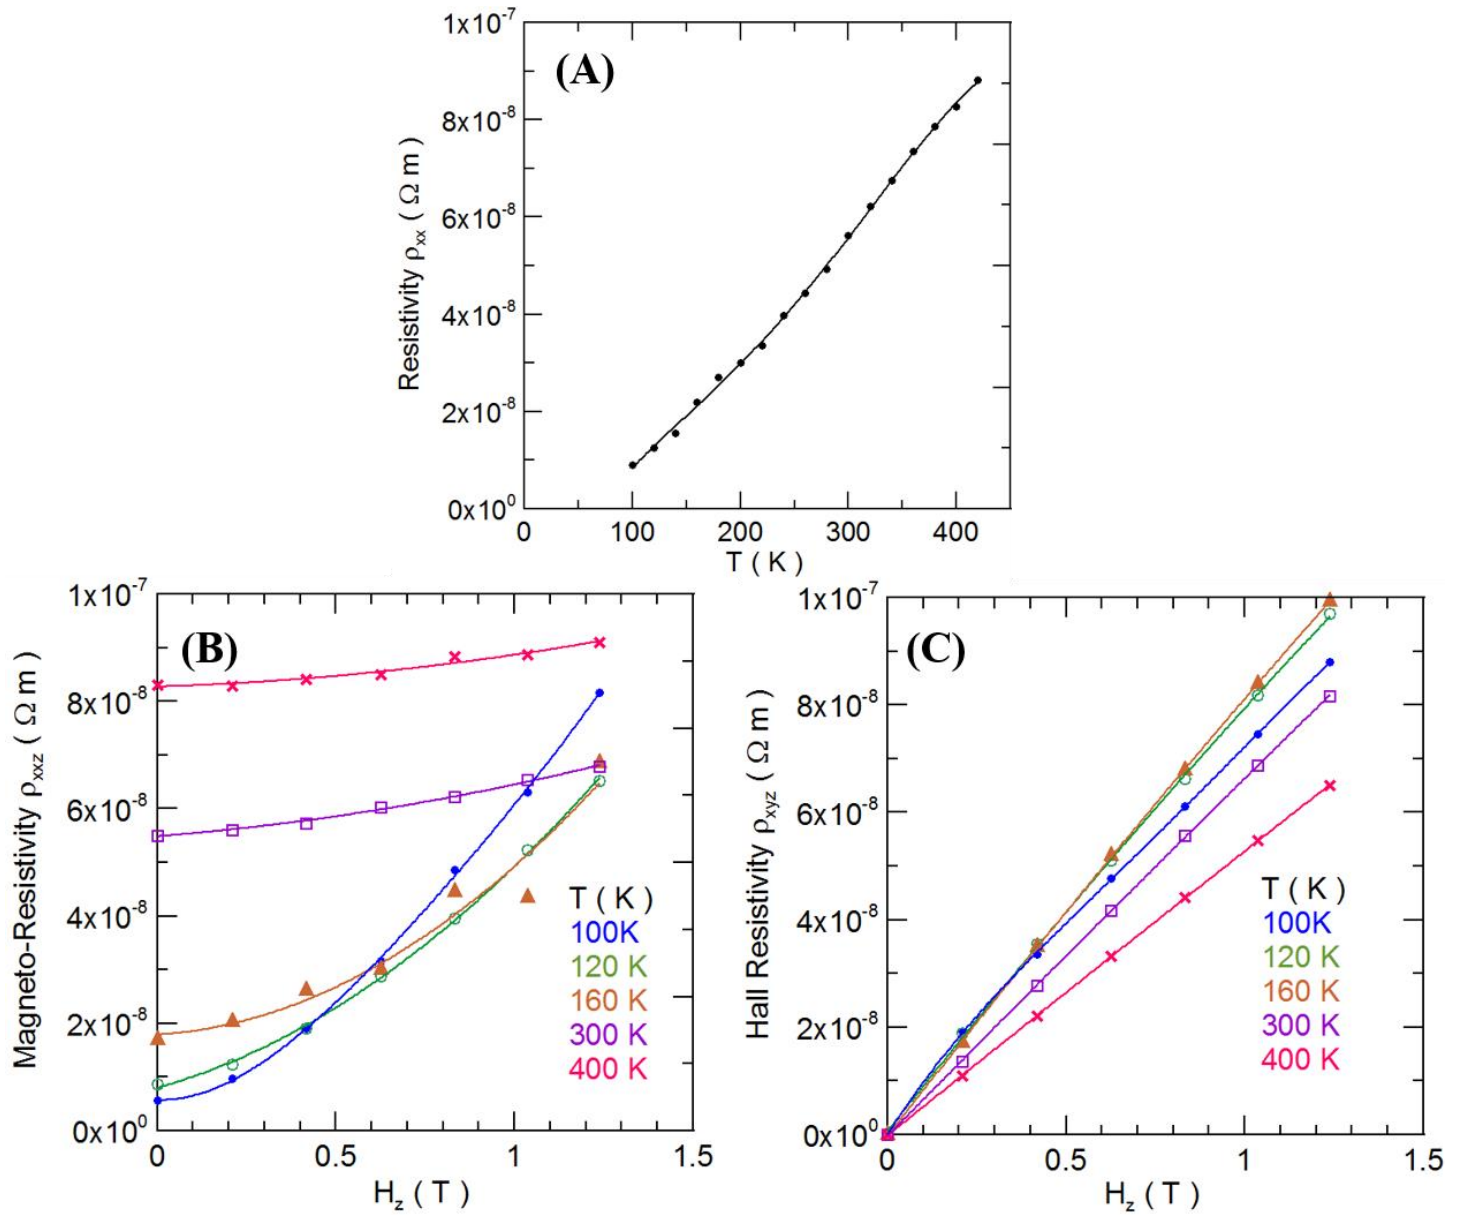 (A)
Resistivity ρxx ( Ω m )
1x10-7
8x10-8
6x10-8
4x10-8
2x10-8
0x100
0 100 200 300 400
T ( K )
(B)
Magneto-Resistivity ρxxz ( Ω m )
1x10-7
8x10-8
6x10-8
4x10-8
2x10-8
0x100
T ( K )
100K
120 K
160 K
300 K
400 K
0 0.5 1 1.5
Hz ( T )
(C)
Hall Resistivity ρxyz ( Ω m )
1x10-7
8x10-8
6x10-8
4x10-8
2x10-8
0x100
T ( K )
100K
120 K
160 K
300 K
400 K
0 0.5 1 1.5
Hz ( T )